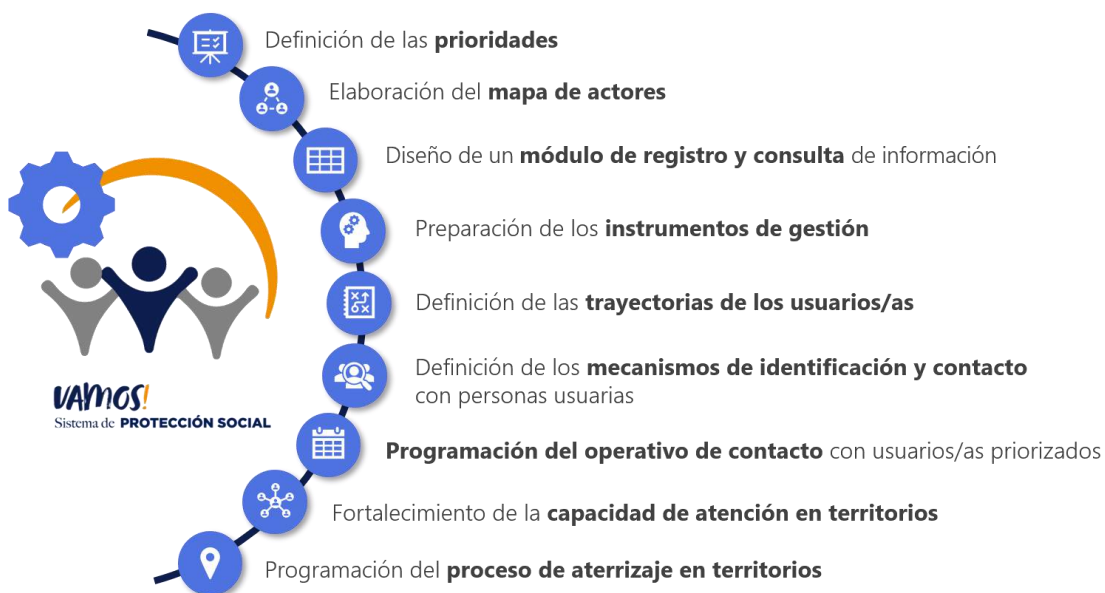 Definición de las prioridades
Elaboración del mapa de actores
Diseño de un módulo de registro y consulta de información
Preparación de los instrumentos de gestión
Definición de las trayectorias de los usuarios/as
Definición de los mecanismos de identificación y contacto
con personas usuarias
Programación del operativo de contacto con usuarios/as priorizados
Fortalecimiento de la capacidad de atención en territorios
Programación del proceso de aterrizaje en territorios
VAMOS!
Sistema de PROTECCIÓN SOCIAL